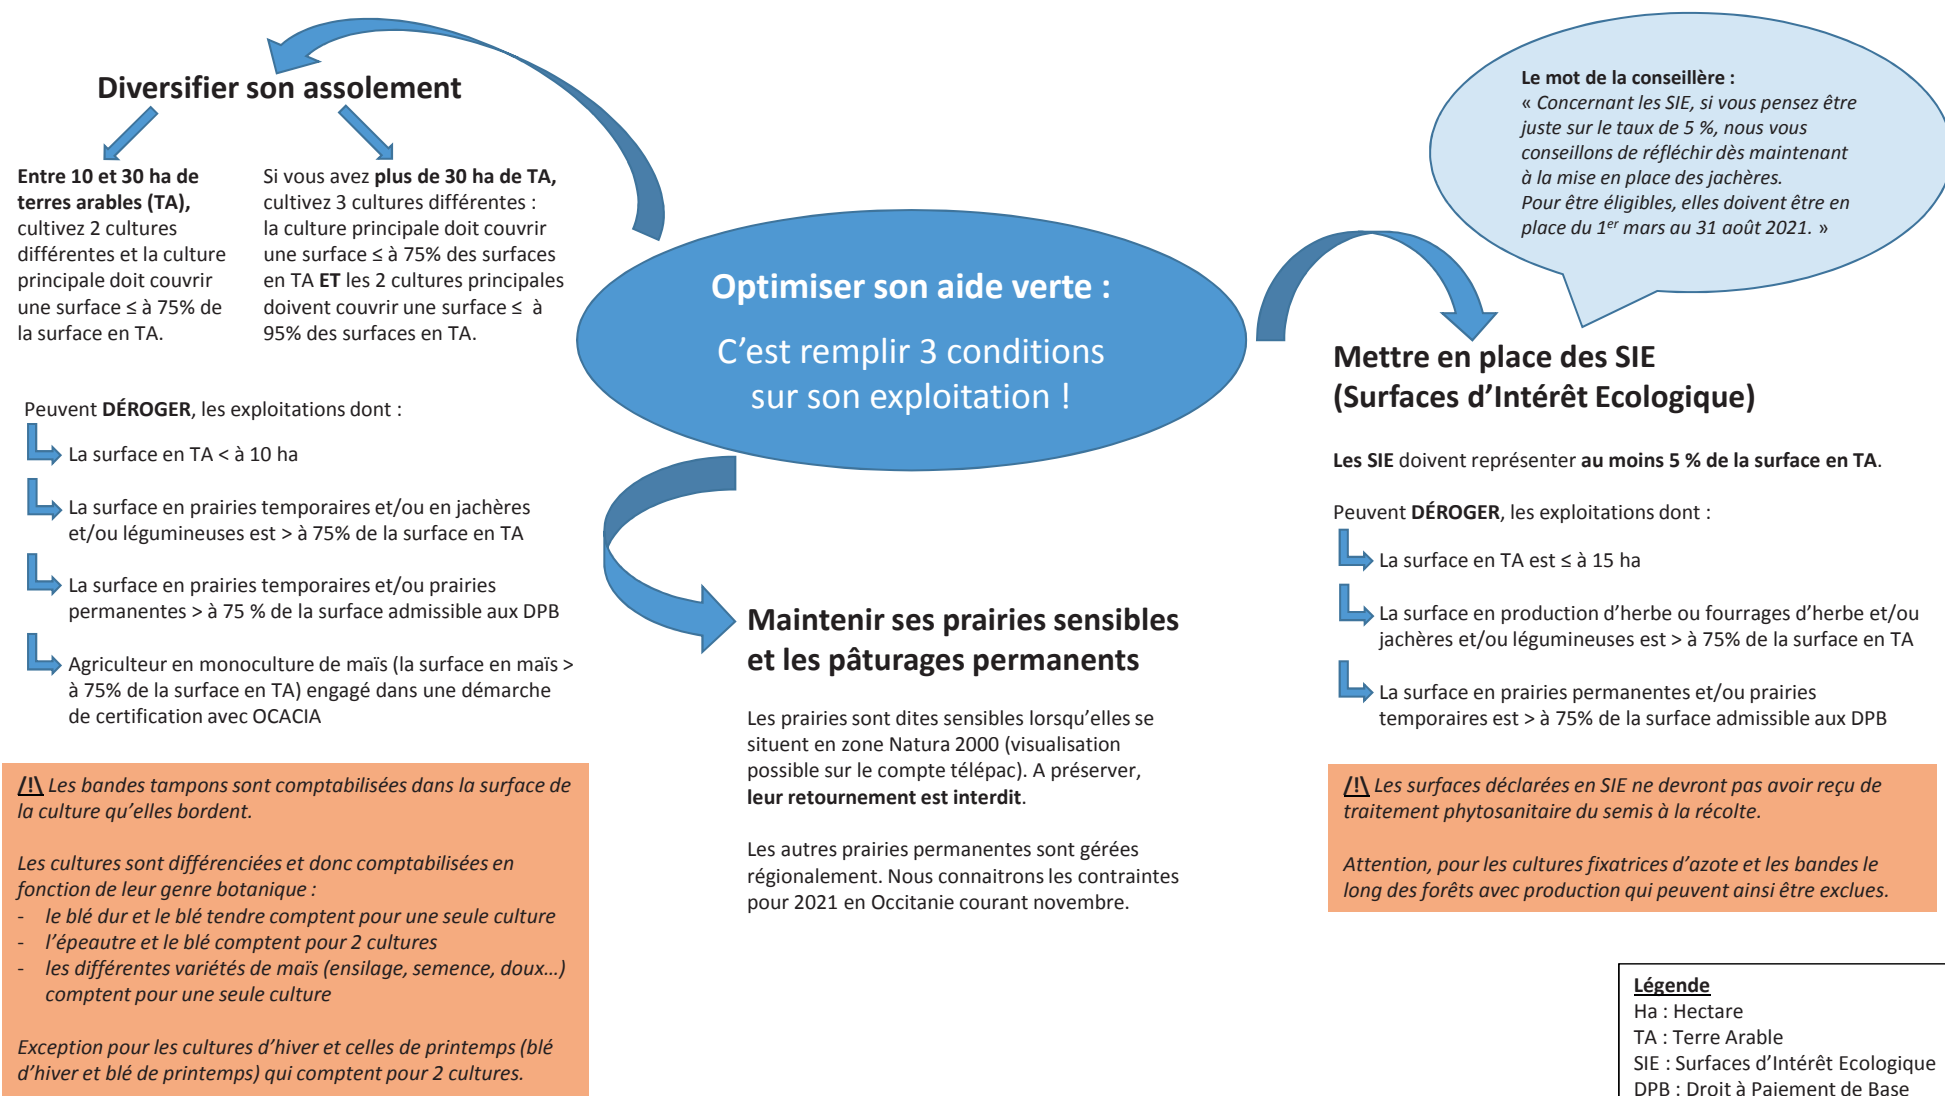 Diversifier son assolement
Entre 10 et 30 ha de
terres arables (TA),
cultivez 2 cultures
différentes et la culture
principale doit couvrir
une surface ≤ à 75% de
la surface en TA.
Si vous avez plus de 30 ha de TA,
cultivez 3 cultures différentes :
la culture principale doit couvrir
une surface ≤ à 75% des surfaces
en TA ET les 2 cultures principales
doivent couvrir une surface ≤ à
95% des surfaces en TA.
Peuvent DÉROGER, les exploitations dont :
La surface en TA < à 10 ha
La surface en prairies temporaires et/ou en jachères
et/ou légumineuses est > à 75% de la surface en TA
La surface en prairies temporaires et/ou prairies
permanentes > à 75 % de la surface admissible aux DPB
Agriculteur en monoculture de maïs (la surface en maïs >
à 75% de la surface en TA) engagé dans une démarche
de certification avec OCACIA
/!\ Les bandes tampons sont comptabilisées dans la surface de
la culture qu'elles bordent.
Les cultures sont différenciées et donc comptabilisées en
fonction de leur genre botanique :
- le blé dur et le blé tendre comptent pour une seule culture
- l'épeautre et le blé comptent pour 2 cultures
- les différentes variétés de maïs (ensilage, semence, doux…)
comptent pour une seule culture
Exception pour les cultures d'hiver et celles de printemps (blé
d'hiver et blé de printemps) qui comptent pour 2 cultures.
Optimiser son aide verte :
C'est remplir 3 conditions
sur son exploitation !
Maintenir ses prairies sensibles
et les pâturages permanents
Les prairies sont dites sensibles lorsqu'elles se
situent en zone Natura 2000 (visualisation
possible sur le compte télépac). A préserver,
leur retournement est interdit.
Les autres prairies permanentes sont gérées
régionalement. Nous connaitrons les contraintes
pour 2021 en Occitanie courant novembre.
Le mot de la conseillère :
« Concernant les SIE, si vous pensez être
juste sur le taux de 5 %, nous vous
conseillons de réfléchir dès maintenant
à la mise en place des jachères.
Pour être éligibles, elles doivent être en
place du 1er mars au 31 août 2021. »
Mettre en place des SIE
(Surfaces d'Intérêt Ecologique)
Les SIE doivent représenter au moins 5 % de la surface en TA.
Peuvent DÉROGER, les exploitations dont :
La surface en TA est ≤ à 15 ha
La surface en production d'herbe ou fourrages d'herbe et/ou
jachères et/ou légumineuses est > à 75% de la surface en TA
La surface en prairies permanentes et/ou prairies
temporaires est > à 75% de la surface admissible aux DPB
/!\ Les surfaces déclarées en SIE ne devront pas avoir reçu de
traitement phytosanitaire du semis à la récolte.
Attention, pour les cultures fixatrices d'azote et les bandes le
long des forêts avec production qui peuvent ainsi être exclues.
Légende
Ha : Hectare
TA : Terre Arable
SIE : Surfaces d'Intérêt Ecologique
DPB : Droit à Paiement de Base